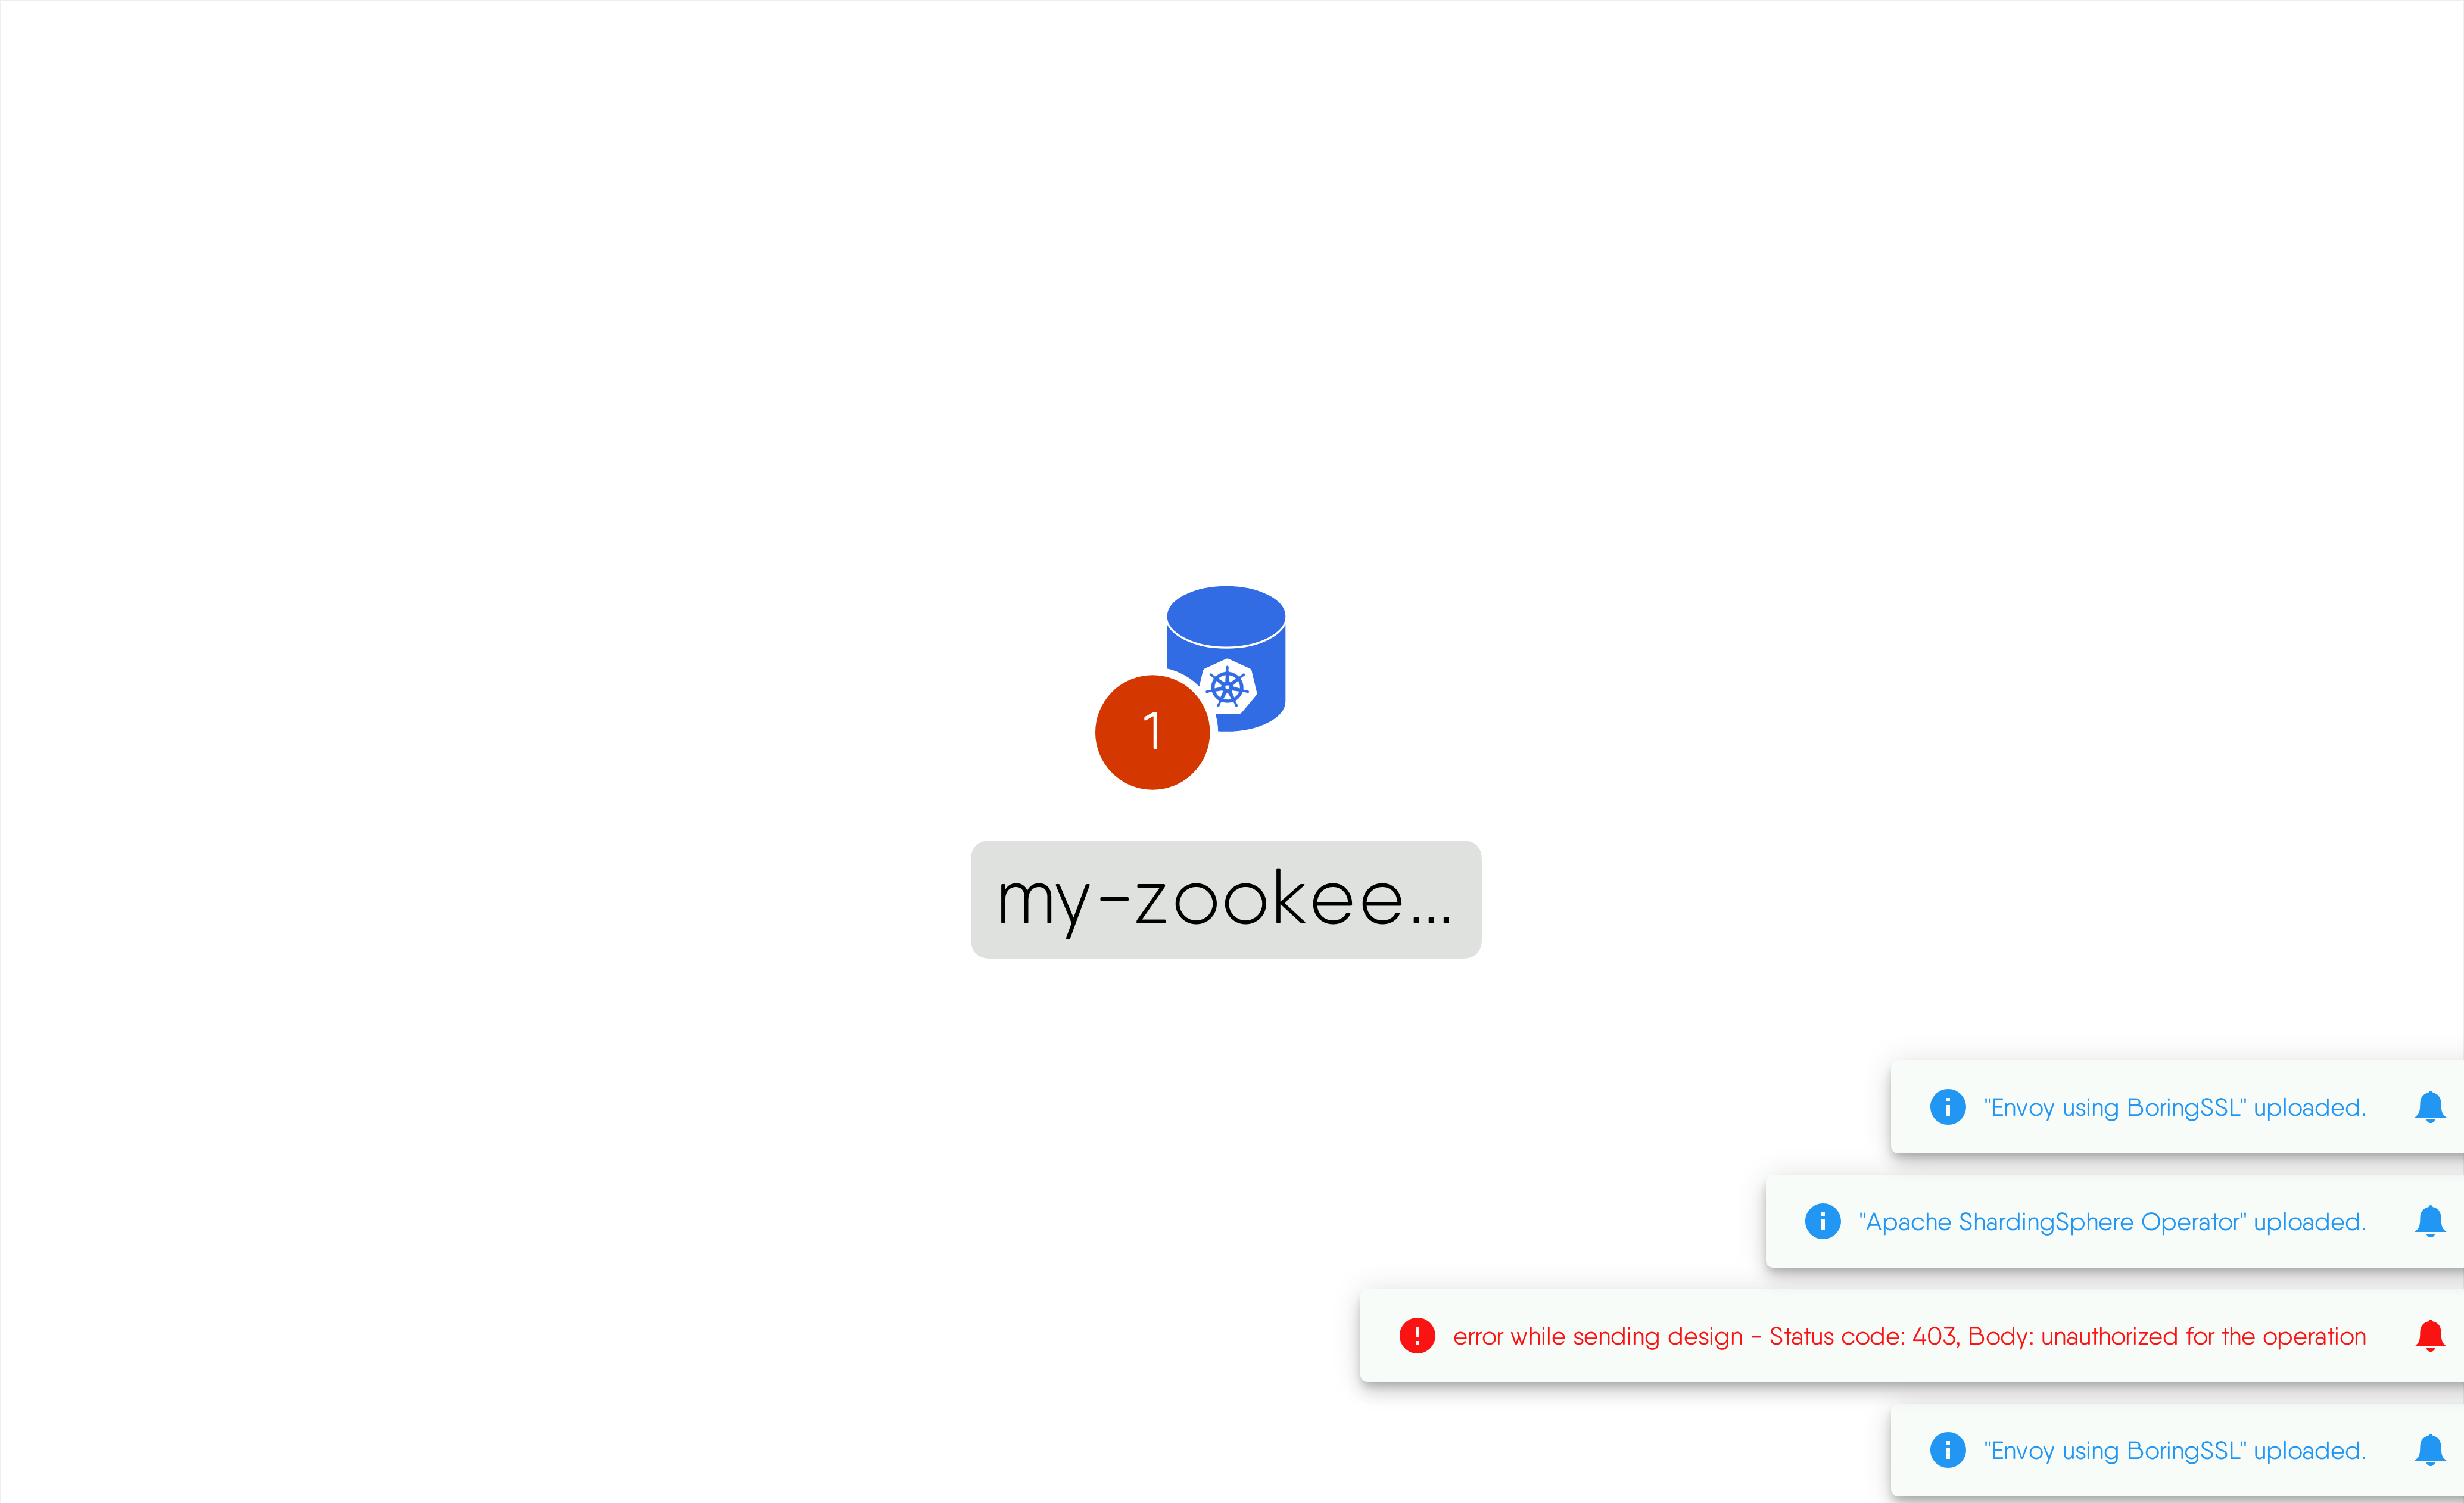 1
my-zookee...
"Envoy using BoringSSL" uploaded.
"Apache ShardingSphere Operator" uploaded.
error while sending design - Status code: 403, Body: unauthorized for the operation
"Envoy using BoringSSL" uploaded.